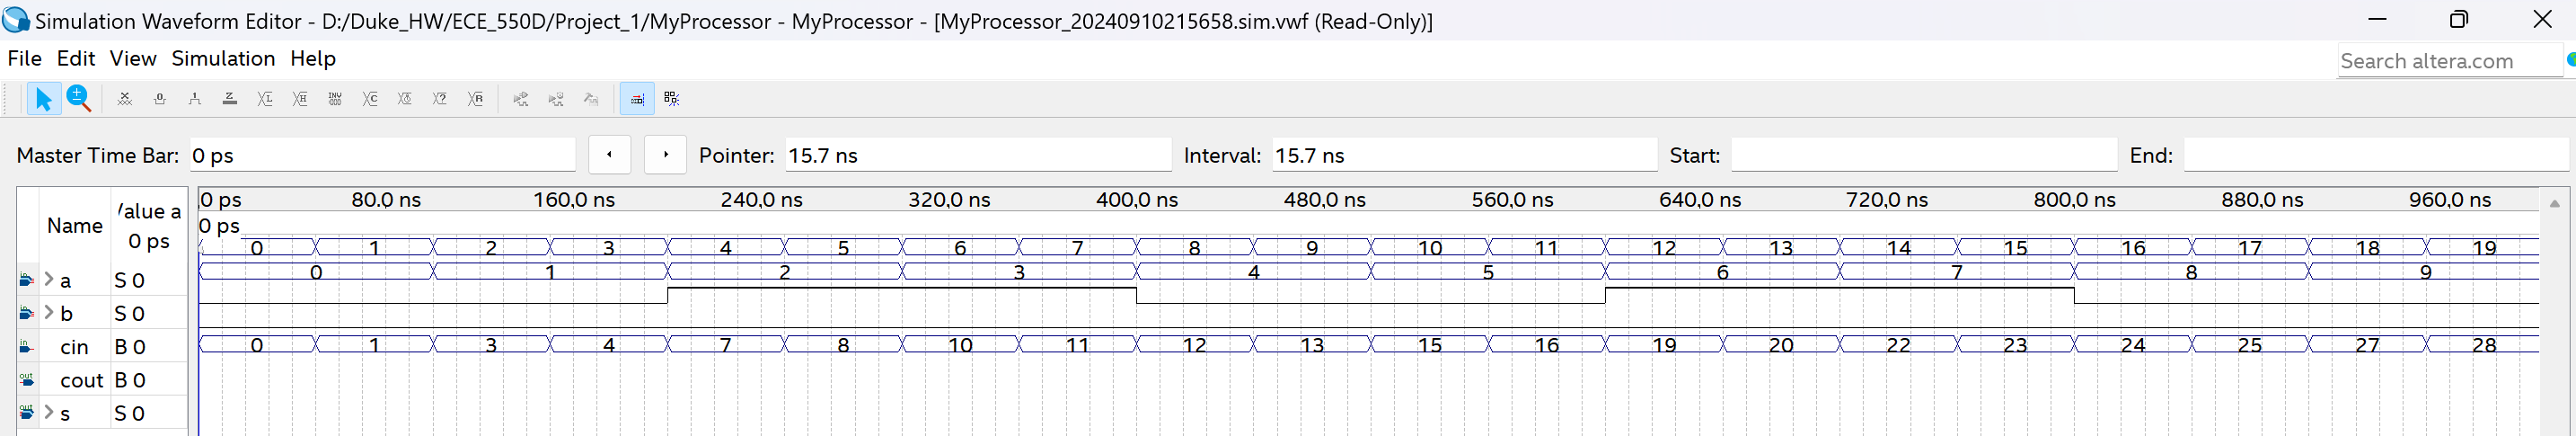 Simulation Waveform Editor - D:/Duke_HW/ECE_550D/Project_1/MyProcessor - MyProcessor - [MyProcessor_20240910215658.sim.vwf (Read-Only)]
File Edit View Simulation Help
Search altera.com
Master Time Bar: 0 ps Pointer: 15.7 ns Interval: 15.7 ns Start: End:
0 ps 80.0 ns 160.0 ns 240.0 ns 320.0 ns 400.0 ns 480.0 ns 560.0 ns 640.0 ns 720.0 ns 800.0 ns 880.0 ns 960.0 ns
Name Value a
0 ps
0 ps
0 1 2 3 4 5 6 7 8 9 10 11 12 13 14 15 16 17 18 19
a S 0
0 1 2 3 4 5 6 7 8 9
b S 0
cin B 0
0 1 3 4 7 8 10 11 12 13 15 16 19 20 22 23 24 25 27 28
cout B 0
s S 0